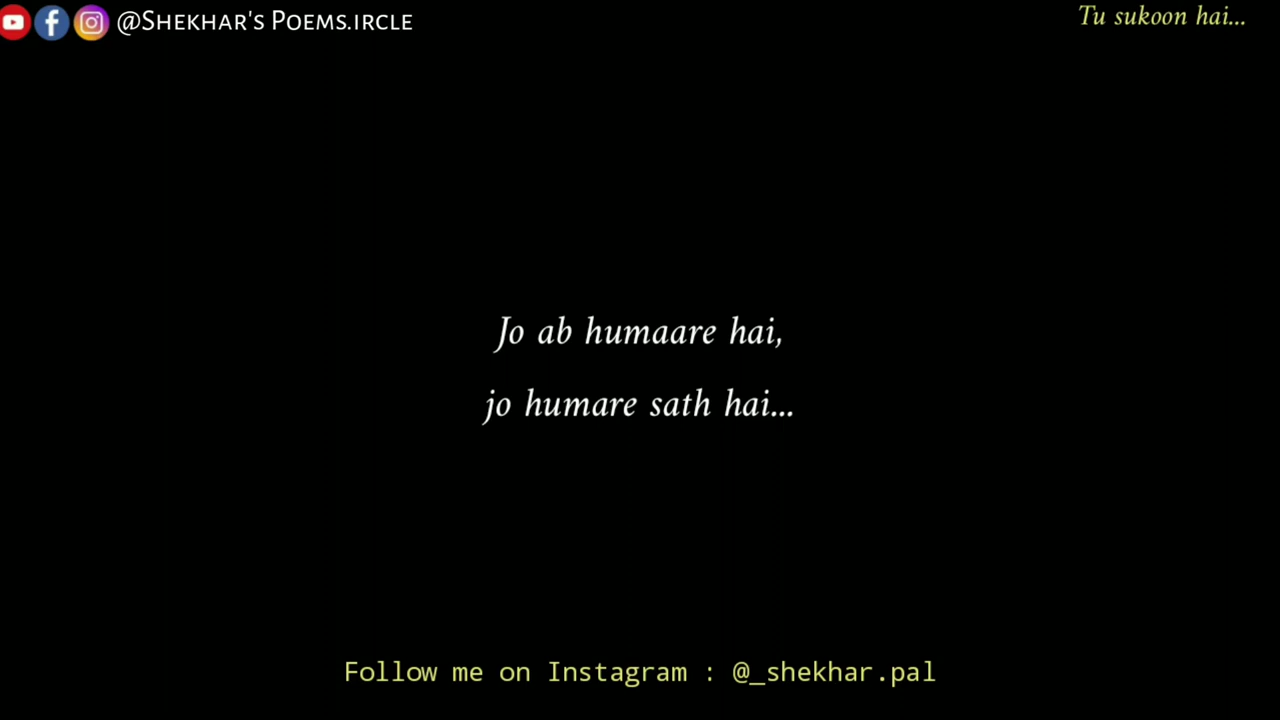 @Shekhar's Poems.ircle
Tu sukoon hai...
Jo ab humaare hai,
jo humare sath hai...
Follow me on Instagram : @_shekhar.pal